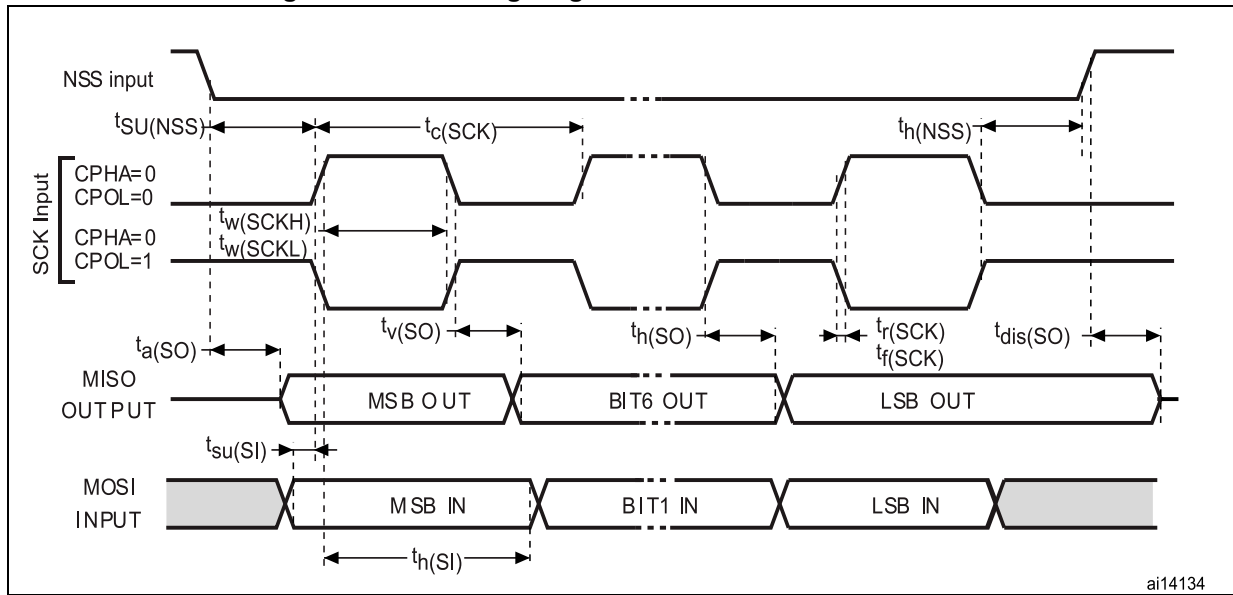 NSS input
tSU(NSS)
tc(SCK)
th(NSS)
SCK Input
CPHA=0
CPOL=0
tw(SCKH)
CPHA=0
tw(SCKL)
CPOL=1
tv(SO)
th(SO)
tr(SCK)
tf(SCK)
tdis(SO)
ta(SO)
MISO
OUTPUT
MSB OUT
BIT6 OUT
LSB OUT
tsu(SI)
MOSI
INPUT
MSB IN
BIT1 IN
LSB IN
th(SI)
ai14134